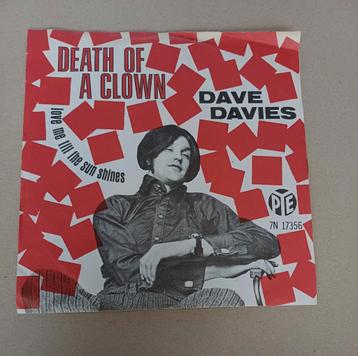 DEATH OF
A CLOWN
love me till the sun shines
DAVE
DAVIES
PYE
7N 17356